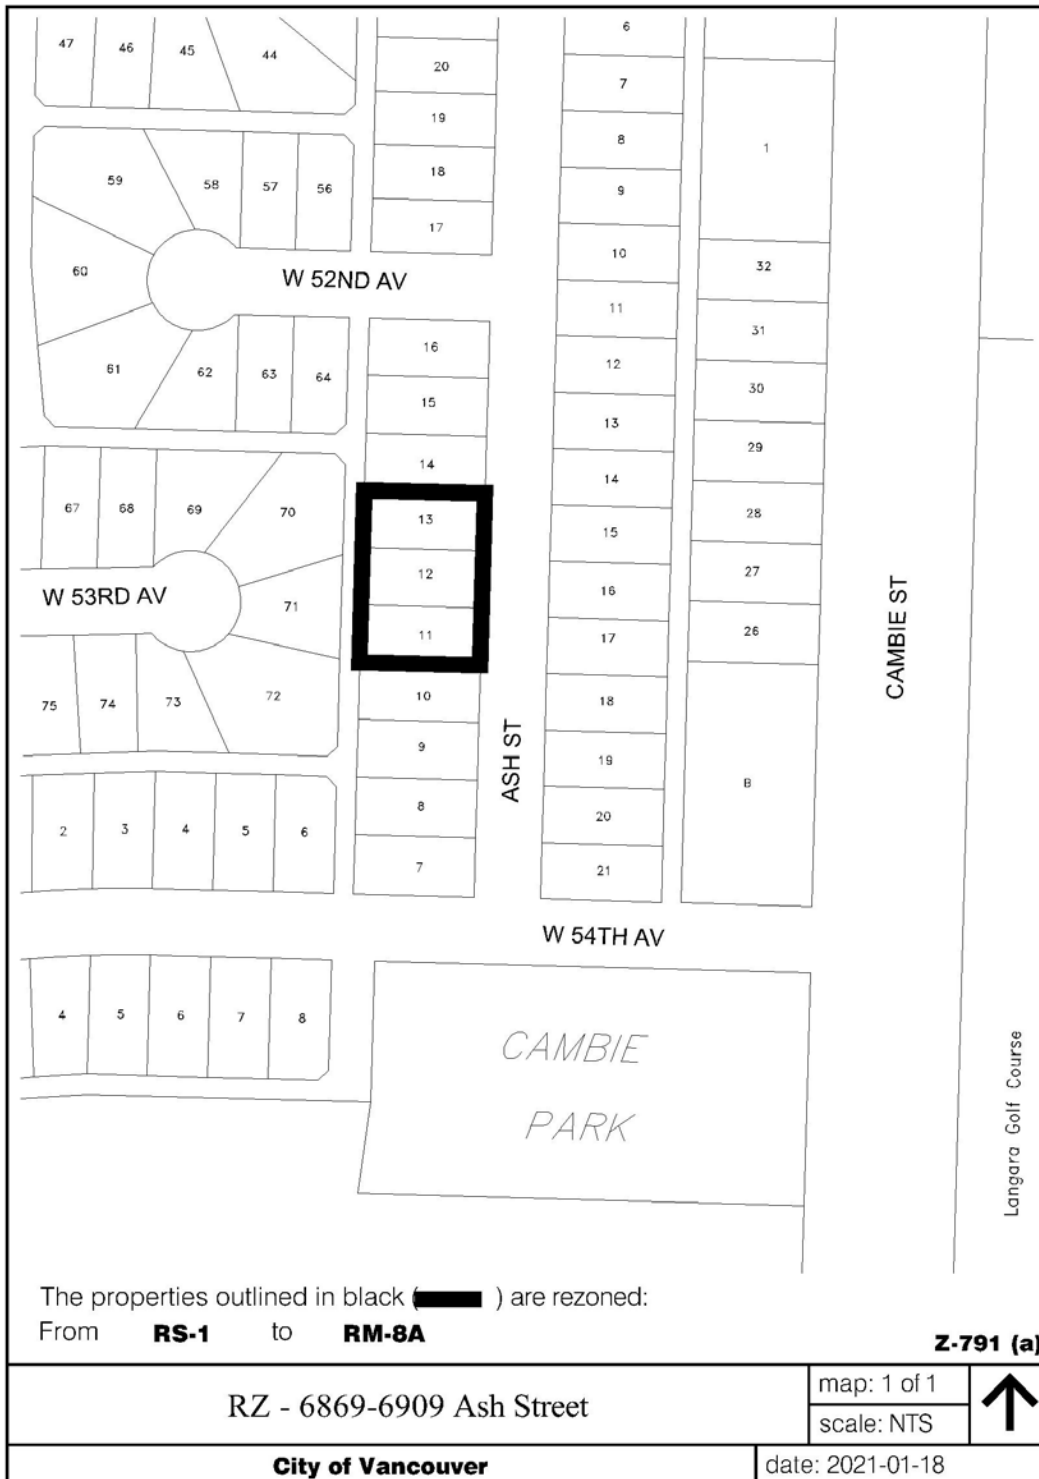 6
47 46 45 44
20
7
19
8
1
59 58 57 56
18
9
17
10
32
60
W 52ND AV
11
31
16
61 62 63 64
12
30
15
13
29
14
14
67 68 69 70
13
15
28
12
27
W 53RD AV
71
16
26
11
17
CAMBIE ST
75 74 73 72
10
18
9
ASH ST
19
B
2 3 4 5 6
8
20
7
21
W 54TH AV
4 5 6 7 8
CAMBIE
PARK
Langara Golf Course
The properties outlined in black ( ) are rezoned:
From RS-1 to RM-8A
Z-791 (a)
RZ - 6869-6909 Ash Street
map: 1 of 1
scale: NTS
City of Vancouver
date: 2021-01-18